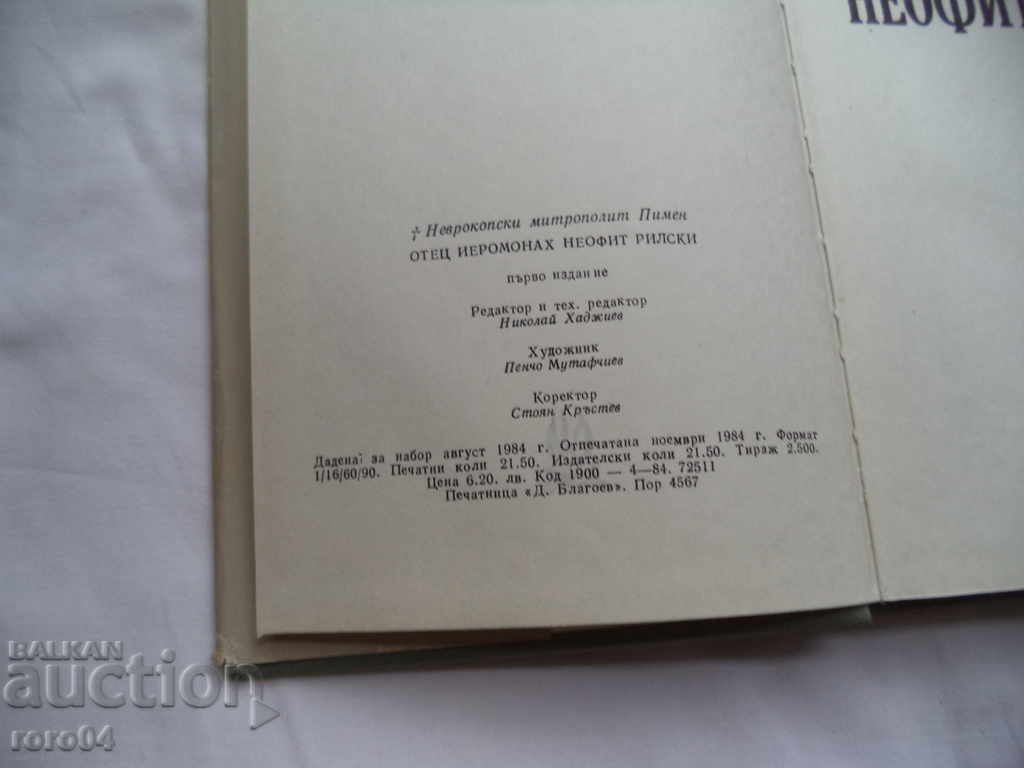 НЕОФИТ
† Неврокопски митрополит Пимен
ОТЕЦ ИЕРОМОНАХ НЕОФИТ РИЛСКИ
първо издание
Редактор и тех. редактор
Николай Хаджиев
Художник
Пенчо Мутафчиев
Коректор
Стоян Кръстев
Дадена за набор август 1984 г. Отпечатана ноември 1984 г. Формат
1/16/60/90. Печатни коли 21.50. Издателски коли 21.50. Тираж 2.500.
Цена 6.20. лв. Код 1900 — 4—84. 72511
Печатница «Д. Благоев». Пор 4567
BALKAN
auction
roro04